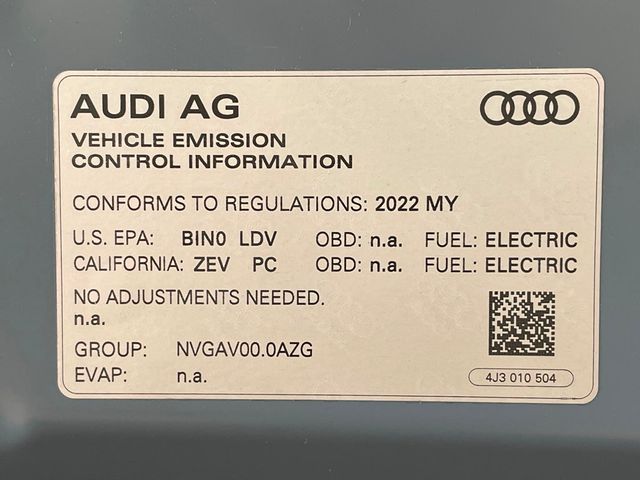 AUDI AG
VEHICLE EMISSION
CONTROL INFORMATION
CONFORMS TO REGULATIONS: 2022 MY
U.S. EPA: BIN0 LDV OBD: n.a. FUEL: ELECTRIC
CALIFORNIA: ZEV PC OBD: n.a. FUEL: ELECTRIC
NO ADJUSTMENTS NEEDED.
n.a.
GROUP: NVGAV00.0AZG
EVAP: n.a.
4J3 010 504